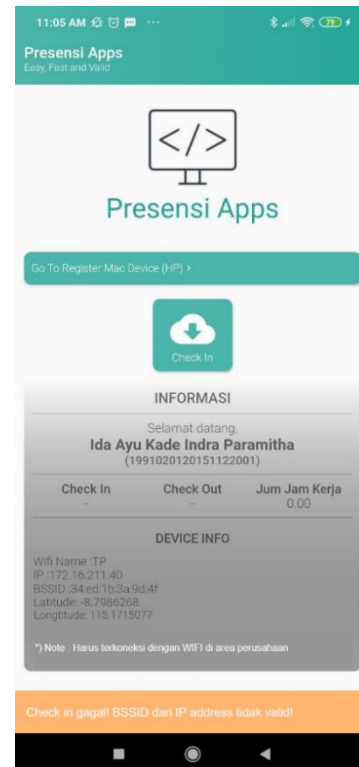 11:05 AM ...
79
Presensi Apps
Easy, Fast and Valid
</>
Presensi Apps
Go To Register Mac Device (HP) >
Check In
INFORMASI
Selamat datang,
Ida Ayu Kade Indra Paramitha
(1991020120151122001)
Check In Check Out Jum Jam Kerja
- - 0.00
DEVICE INFO
Wifi Name :TP
IP :172.16.211.40
BSSID :34:ed:1b:3a:9d:4f
Latitude: -8,7986268
Longtitude: 115.1715077
*) Note : Harus terkoneksi dengan WIFI di area perusahaan
Check in gagal! BSSID dan IP address tidak valid!